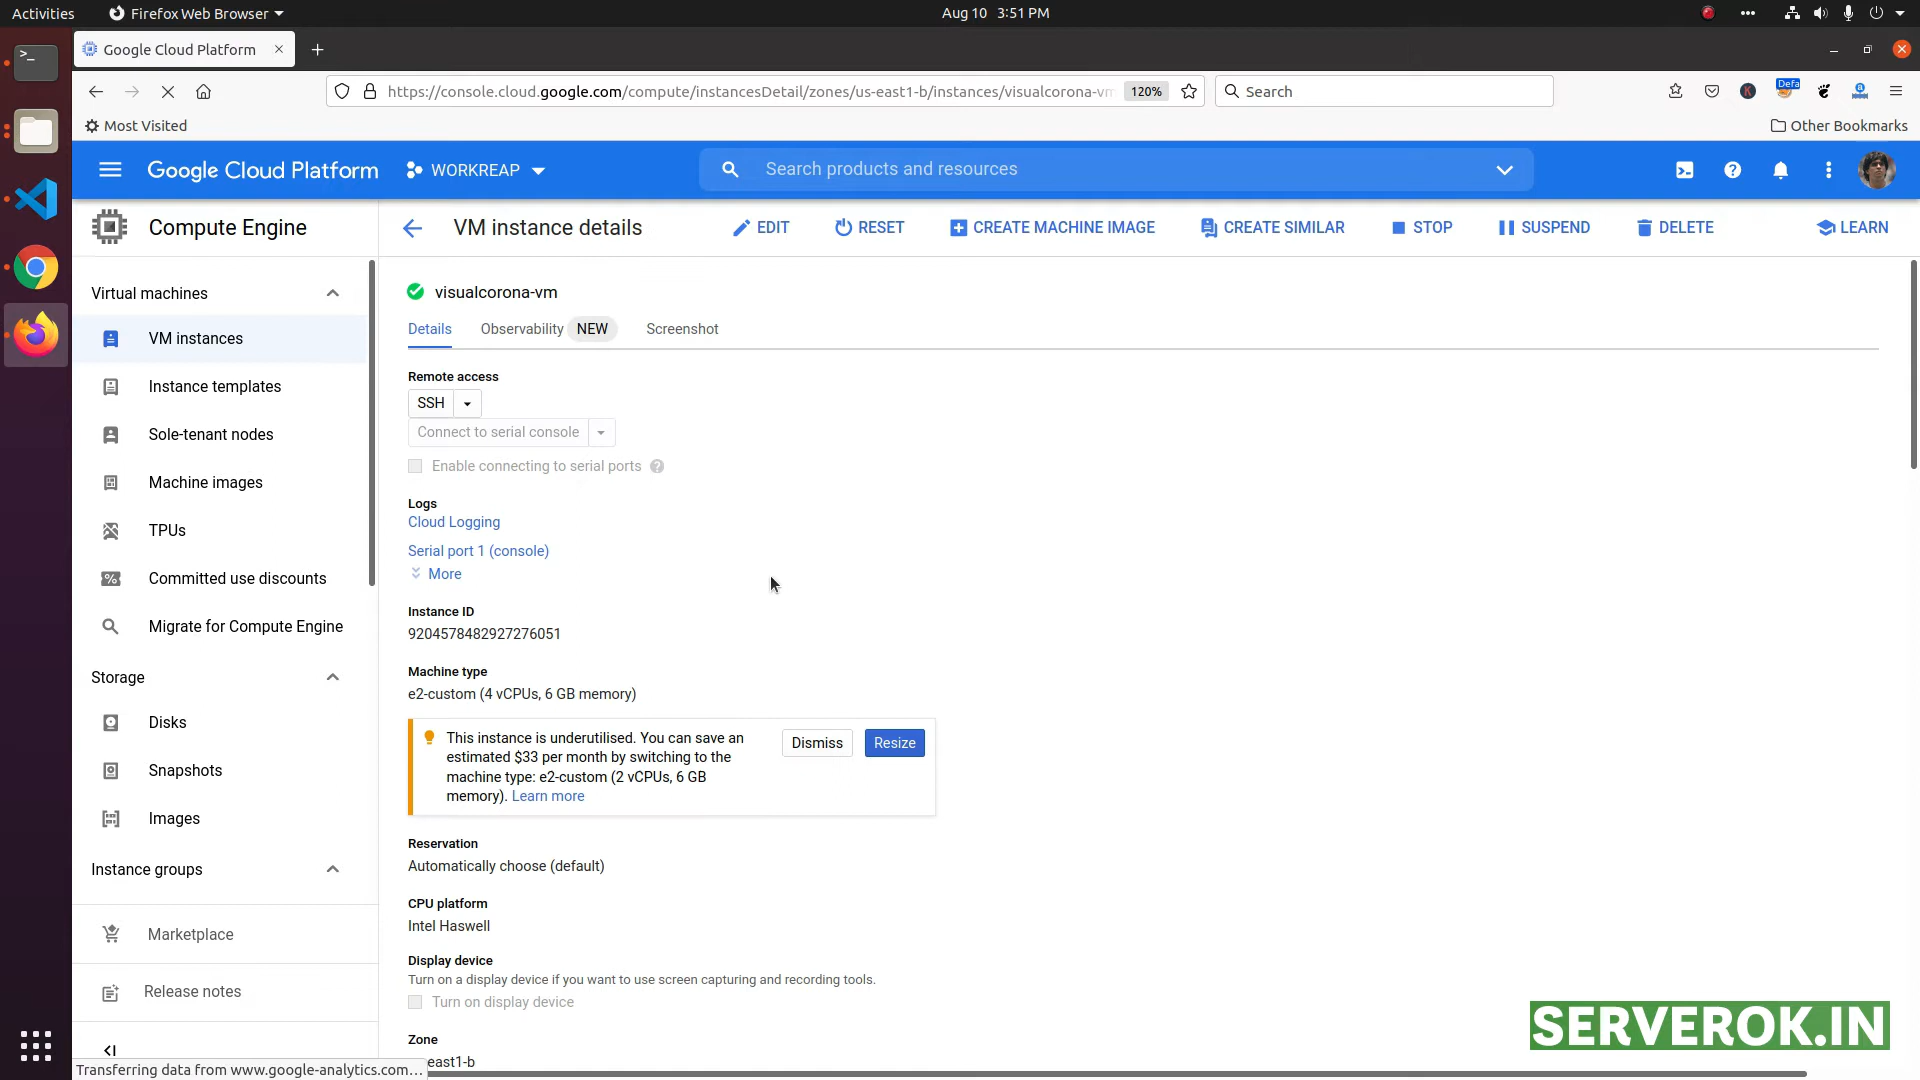 Activities
Firefox Web Browser
Aug 10 3:51 PM
Google Cloud Platform
https://console.cloud.google.com/compute/instancesDetail/zones/us-east1-b/instances/visualcorona-vm
120%
Search
Defa
Most Visited
Other Bookmarks
Google Cloud Platform
WORKREAP
Search products and resources
Compute Engine
VM instance details
EDIT
RESET
CREATE MACHINE IMAGE
CREATE SIMILAR
STOP
SUSPEND
DELETE
LEARN
Virtual machines
VM instances
Instance templates
Sole-tenant nodes
Machine images
TPUs
Committed use discounts
Migrate for Compute Engine
Storage
Disks
Snapshots
Images
Instance groups
Marketplace
Release notes
visualcorona-vm
Details
Observability NEW
Screenshot
Remote access
SSH
Connect to serial console
Enable connecting to serial ports
Logs
Cloud Logging
Serial port 1 (console)
More
Instance ID
9204578482927276051
Machine type
e2-custom (4 vCPUs, 6 GB memory)
This instance is underutilised. You can save an
estimated $33 per month by switching to the
machine type: e2-custom (2 vCPUs, 6 GB
memory). Learn more
Dismiss
Resize
Reservation
Automatically choose (default)
CPU platform
Intel Haswell
Display device
Turn on a display device if you want to use screen capturing and recording tools.
Turn on display device
Zone
east1-b
Transferring data from www.google-analytics.com…
SERVEROK.IN